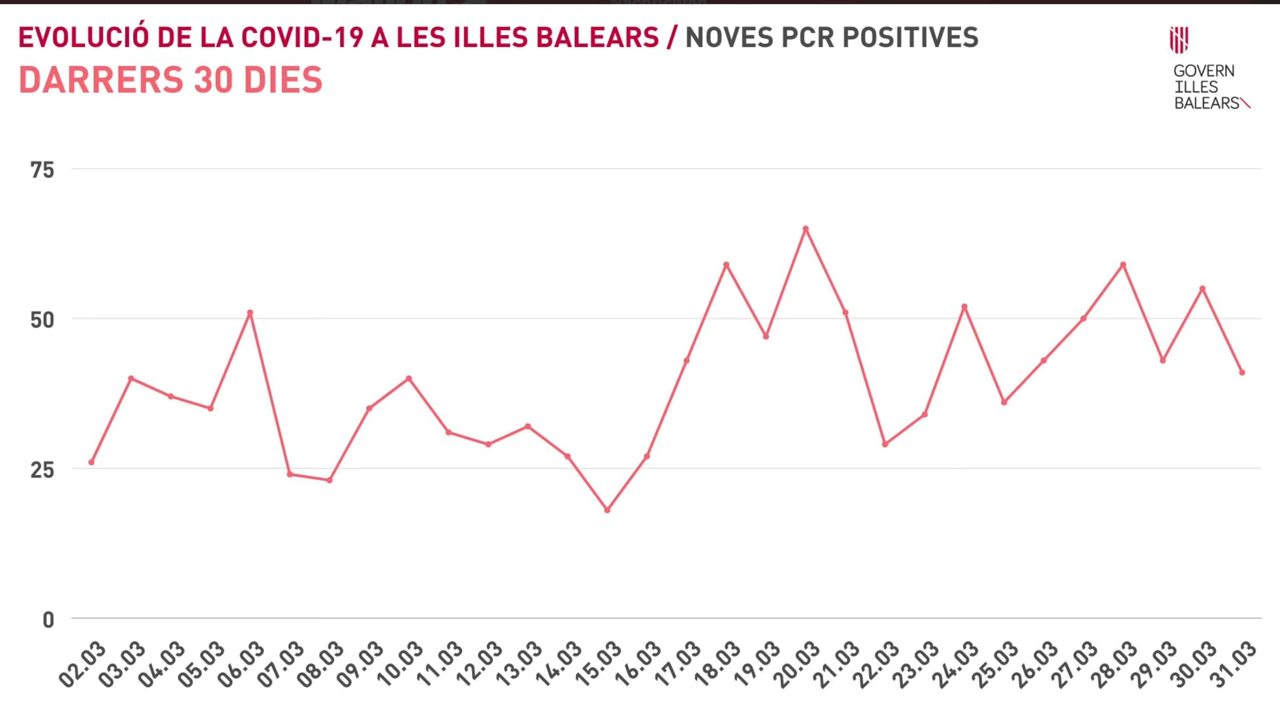 EVOLUCIÓ DE LA COVID-19 A LES ILLES BALEARS / NOVES PCR POSITIVES
DARRERS 30 DIES
GOVERN
ILLES
BALEARS
75
50
25
0
02.03 03.03 04.03 05.03 06.03 07.03 08.03 09.03 10.03 11.03 12.03 13.03 14.03 15.03 16.03 17.03 18.03 19.03 20.03 21.03 22.03 23.03 24.03 25.03 26.03 27.03 28.03 29.03 30.03 31.03